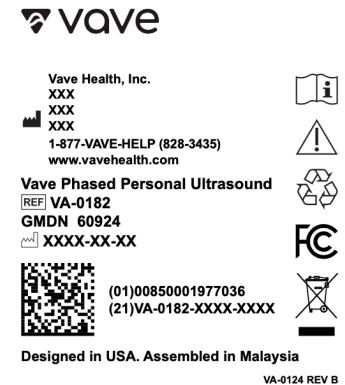 vave
Vave Health, Inc.
XXX
XXX
XXX
1-877-VAVE-HELP (828-3435)
www.vavehealth.com
Vave Phased Personal Ultrasound
REF VA-0182
GMDN 60924
XXXX-XX-XX
(01)00850001977036
(21)VA-0182-XXXX-XXXX
Designed in USA. Assembled in Malaysia
VA-0124 REV B
FC